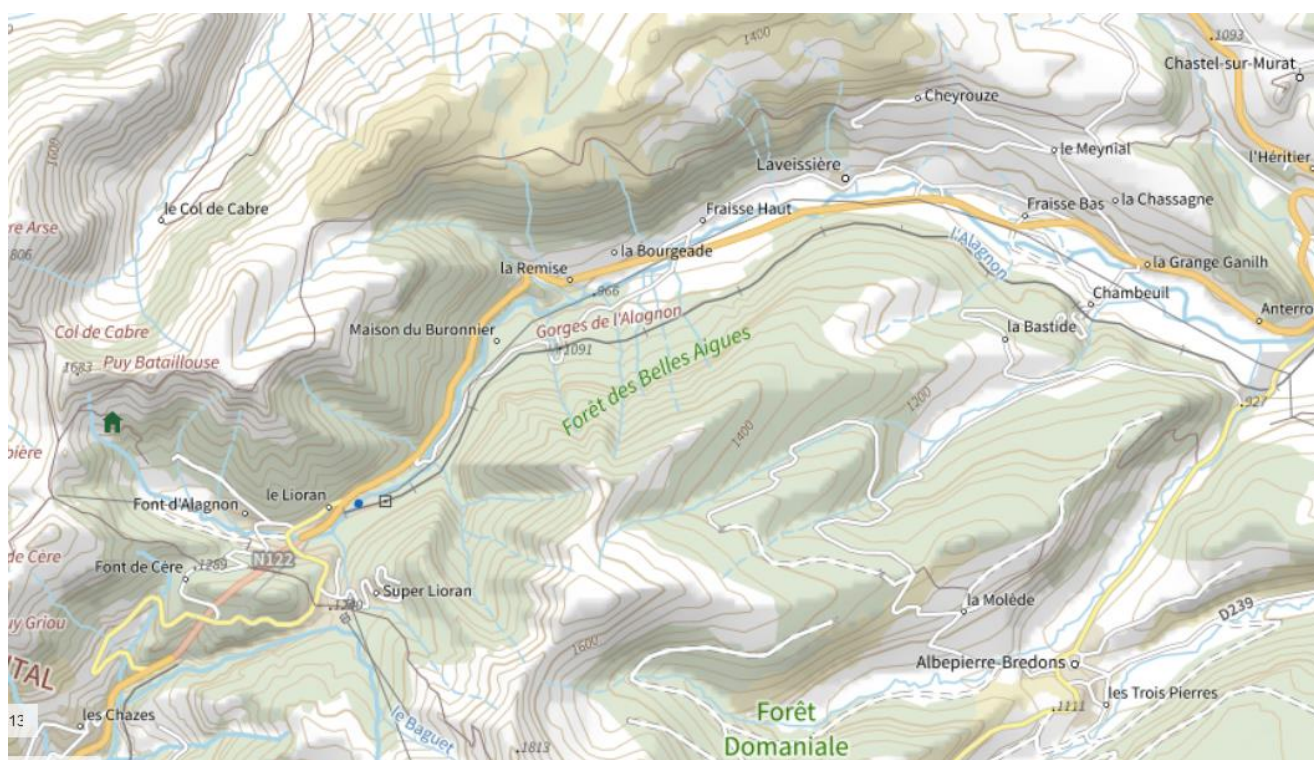 1400
1093
Chastel-sur-Murat
Cheyrouze
1600
le Meynial
l'Héritier
Laveissière
le Col de Cabre
Fraisse Haut
Fraisse Bas
la Chassagne
re Arse
806
la Bourgeade
l'Alagnon
la Remise
la Grange Ganilh
966
Chambeuil
Anterro
Col de Cabre
Maison du Buronnier
Gorges de l'Alagnon
1091
la Bastide
1683
Puy Bataillouse
Forêt des Belles Aigues
1200
927
1400
ière
Font d'Alagnon
le Lioran
N122
de Cère
Font de Cère
1289
Super Lioran
la Molède
D239
uy Griou
1600
Albepierre-Bredons
NTAL
les Trois Pierres
13
les Chazes
le Baguet
1111
Forêt
Domaniale
1813